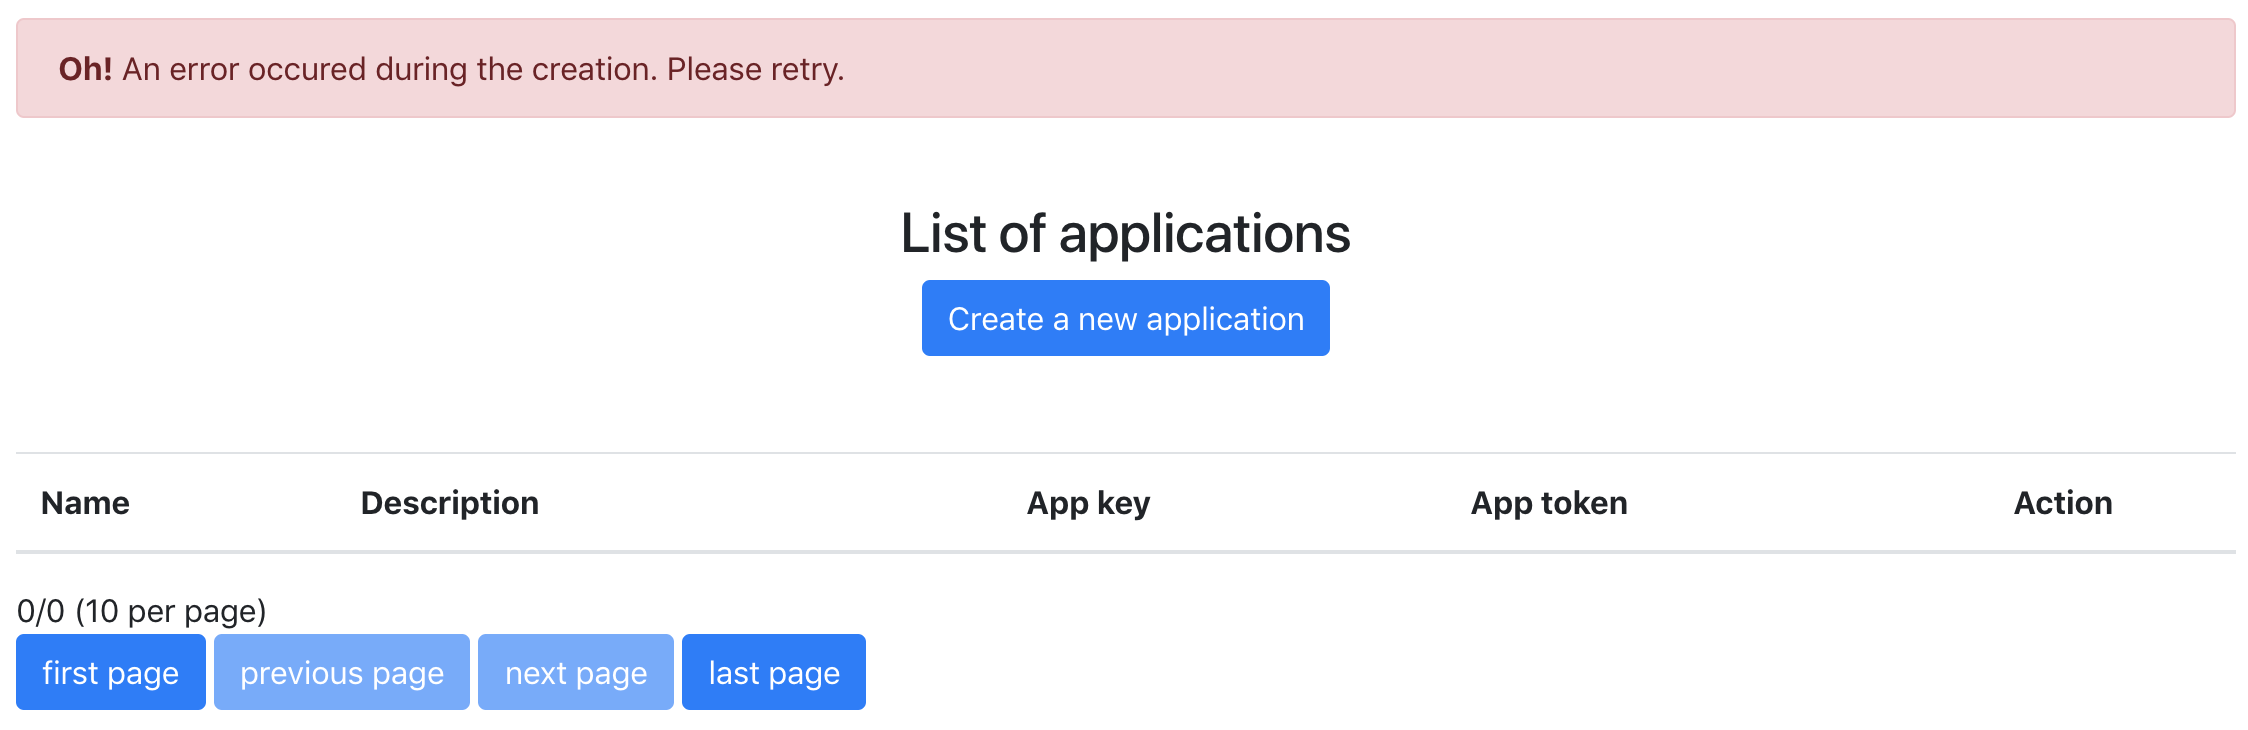 Oh! An error occured during the creation. Please retry.
List of applications
Create a new application
Name Description App key App token Action
0/0 (10 per page)
first page previous page next page last page